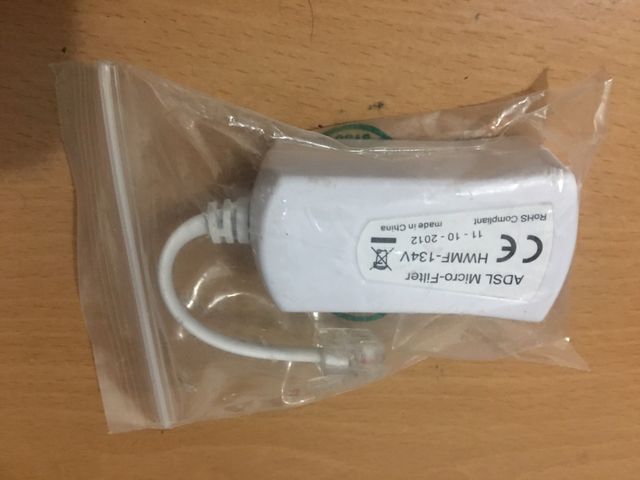 ADSL Micro-Filter
HWMF-134V
CE
11 - 10 - 2012
made in China
RoHS Compliant